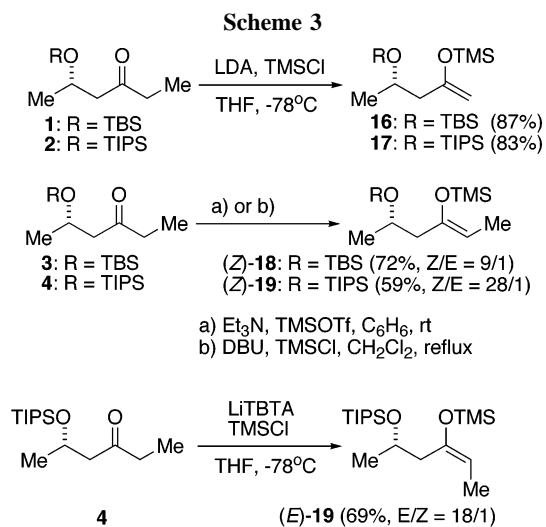 Scheme 3
RO O LDA, TMSCl RO OTMS
Me Me THF, -78°C Me
1: R = TBS 16: R = TBS (87%)
2: R = TIPS 17: R = TIPS (83%)
RO O a) or b) RO OTMS
Me Me Me Me
3: R = TBS (Z)-18: R = TBS (72%, Z/E = 9/1)
4: R = TIPS (Z)-19: R = TIPS (59%, Z/E = 28/1)
a) Et3N, TMSOTf, C6H6, rt
b) DBU, TMSCl, CH2Cl2, reflux
TIPSO O LiTBTA TIPSO OTMS
TMSCl
Me Me THF, -78°C Me
Me
4 (E)-19 (69%, E/Z = 18/1)